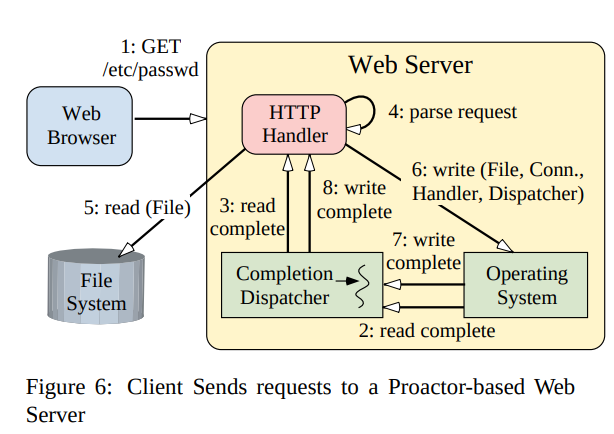 1: GET
/etc/passwd
Web Server
Web
Browser
HTTP
Handler
4: parse request
6: write (File, Conn.,
Handler, Dispatcher)
5: read (File)
3: read
complete
8: write
complete
7: write
complete
File
System
Completion
Dispatcher
Operating
System
2: read complete
Figure 6: Client Sends requests to a Proactor-based Web
Server